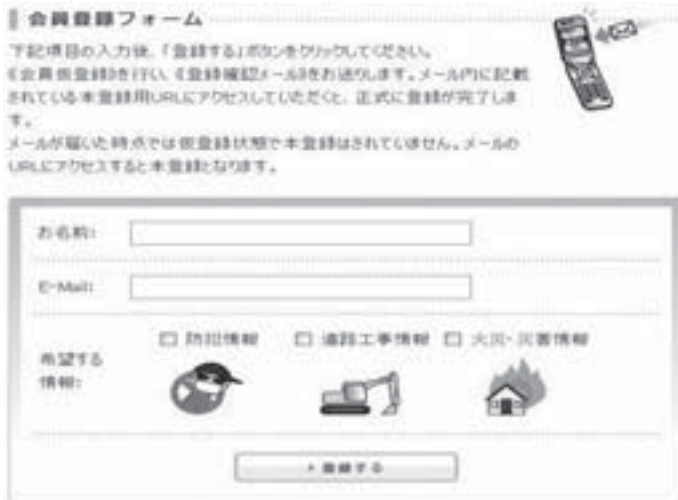 会員登録フォーム
下記項目の入力後、「登録する」ボタンをクリックしてください。
《会員仮登録》を行い、《登録確認メール》をお送りします。メール内に記載
されている本登録用URLにアクセスしていただくと、正式に登録が完了しま
す。
メールが届いた時点では仮登録状態で本登録はされていません。メールの
URLにアクセスすると本登録となります。
お名前:
E-Mail:
希望する
情報:
防犯情報 道路工事情報 火災・災害情報
登録する